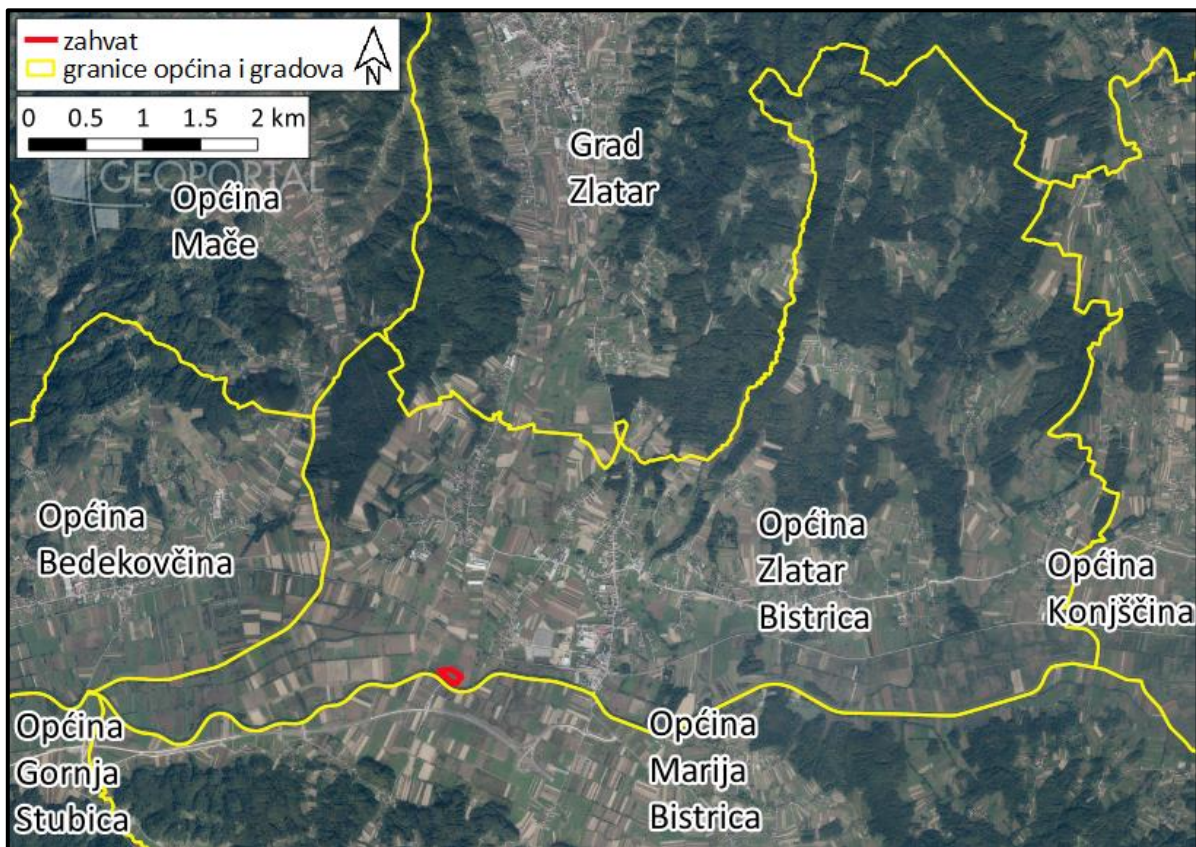 zahvat
granice općina i gradova
N
0 0.5 1 1.5 2 km
GEOPORTAL
Općina
Mače
Grad
Zlatar
Općina
Bedekovčina
Općina
Zlatar
Bistrica
Općina
Konjščina
Općina
Gornja
Stubica
Općina
Marija
Bistrica